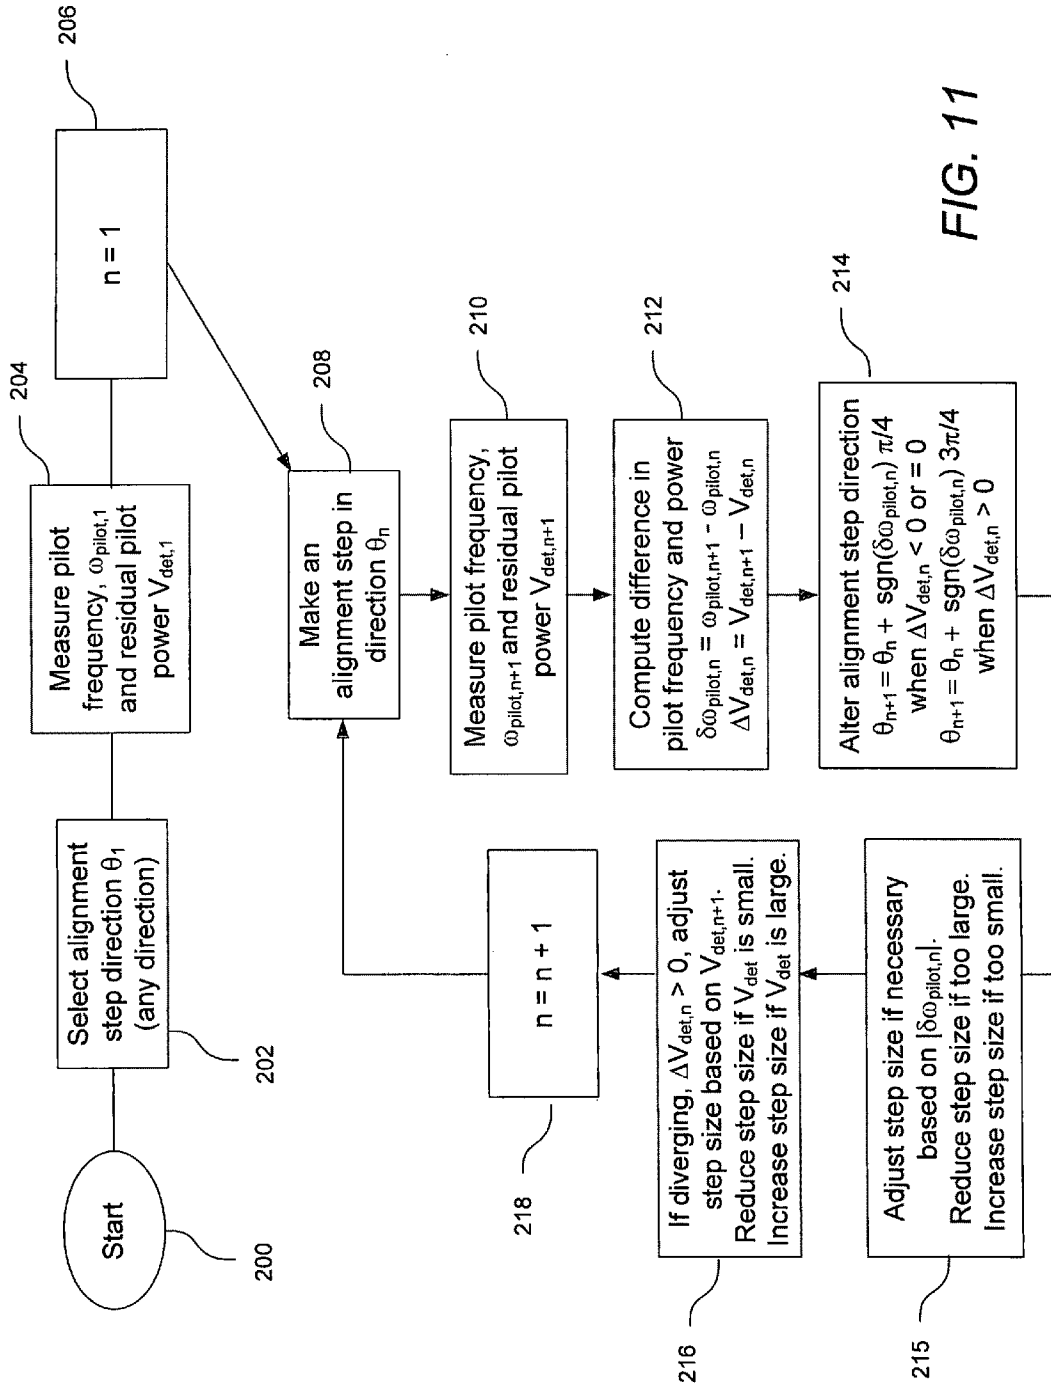 Start
200
Select alignment
step direction θ1
(any direction)
202
Measure pilot
frequency, ωpilot,1
and residual pilot
power Vdet,1
204
n = 1
206
Make an
alignment step in
direction θn
208
Measure pilot frequency,
ωpilot,n+1 and residual pilot
power Vdet,n+1
210
Compute difference in
pilot frequency and power
δωpilot,n = ωpilot,n+1 - ωpilot,n
ΔVdet,n = Vdet,n+1 − Vdet,n
212
Alter alignment step direction
θn+1 = θn + sgn(δωpilot,n) π/4
when ΔVdet,n < 0 or = 0
θn+1 = θn + sgn(δωpilot,n) 3π/4
when ΔVdet,n > 0
214
Adjust step size if necessary
based on |δωpilot,n|.
Reduce step size if too large.
Increase step size if too small.
215
If diverging, ΔVdet,n > 0, adjust
step size based on Vdet,n+1.
Reduce step size if Vdet is small.
Increase step size if Vdet is large.
216
n = n + 1
218
FIG. 11